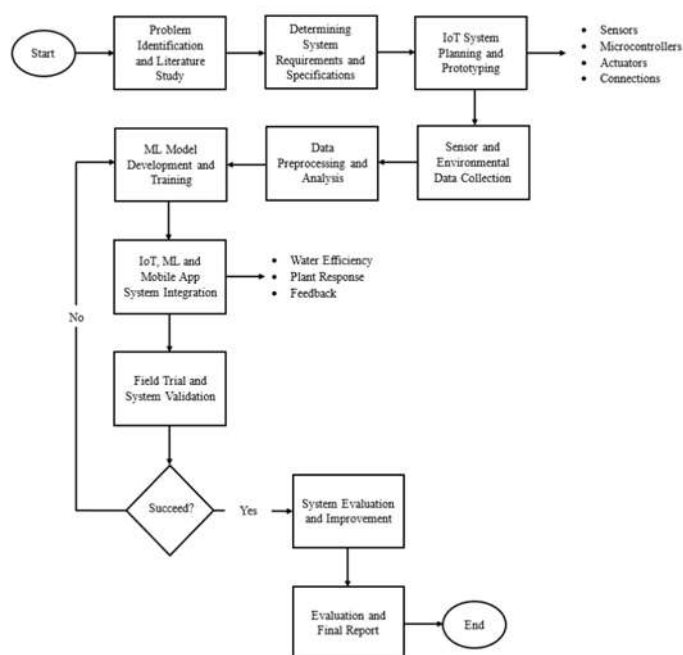 Start
Problem
Identification
and Literature
Study
Determining
System
Requirements and
Specifications
IoT System
Planning and
Prototyping
• Sensors
• Microcontrollers
• Actuators
• Connections
ML Model
Development and
Training
Data
Preprocessing and
Analysis
Sensor and
Environmental
Data Collection
IoT, ML and
Mobile App
System Integration
• Water Efficiency
• Plant Response
• Feedback
No
Field Trial and
System Validation
Succeed?
Yes
System Evaluation
and Improvement
Evaluation and
Final Report
End